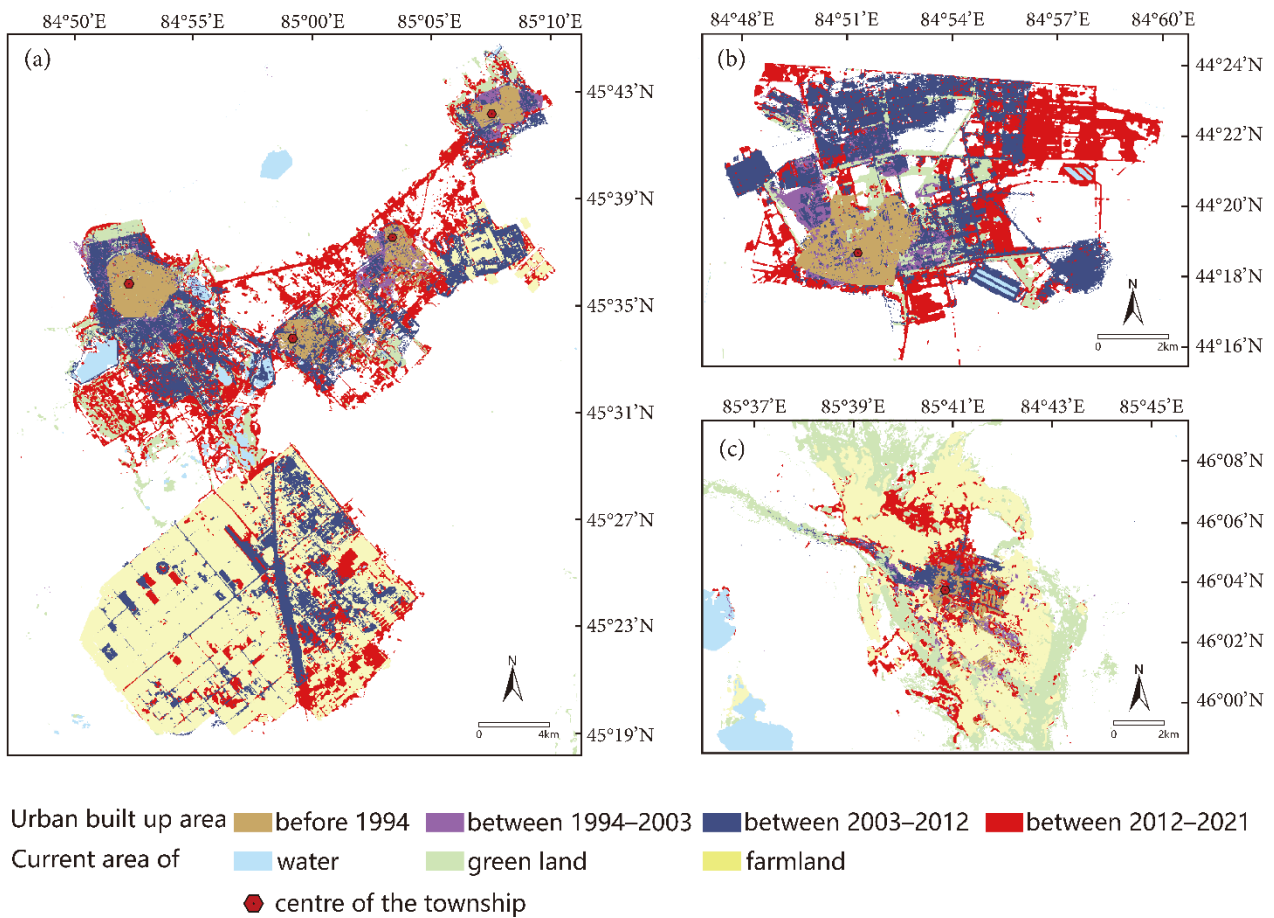 84°50′E 84°55′E 85°00′E 85°05′E 85°10′E
(a)
45°43′N
45°39′N
45°35′N
45°31′N
45°27′N
45°23′N
45°19′N
N
0 4km
84°48′E 84°51′E 84°54′E 84°57′E 84°60′E
(b)
44°24′N
44°22′N
44°20′N
44°18′N
44°16′N
N
0 2km
85°37′E 85°39′E 85°41′E 84°43′E 85°45′E
(c)
46°08′N
46°06′N
46°04′N
46°02′N
46°00′N
N
0 2km
Urban built up area before 1994 between 1994–2003 between 2003–2012 between 2012–2021
Current area of water green land farmland
centre of the township